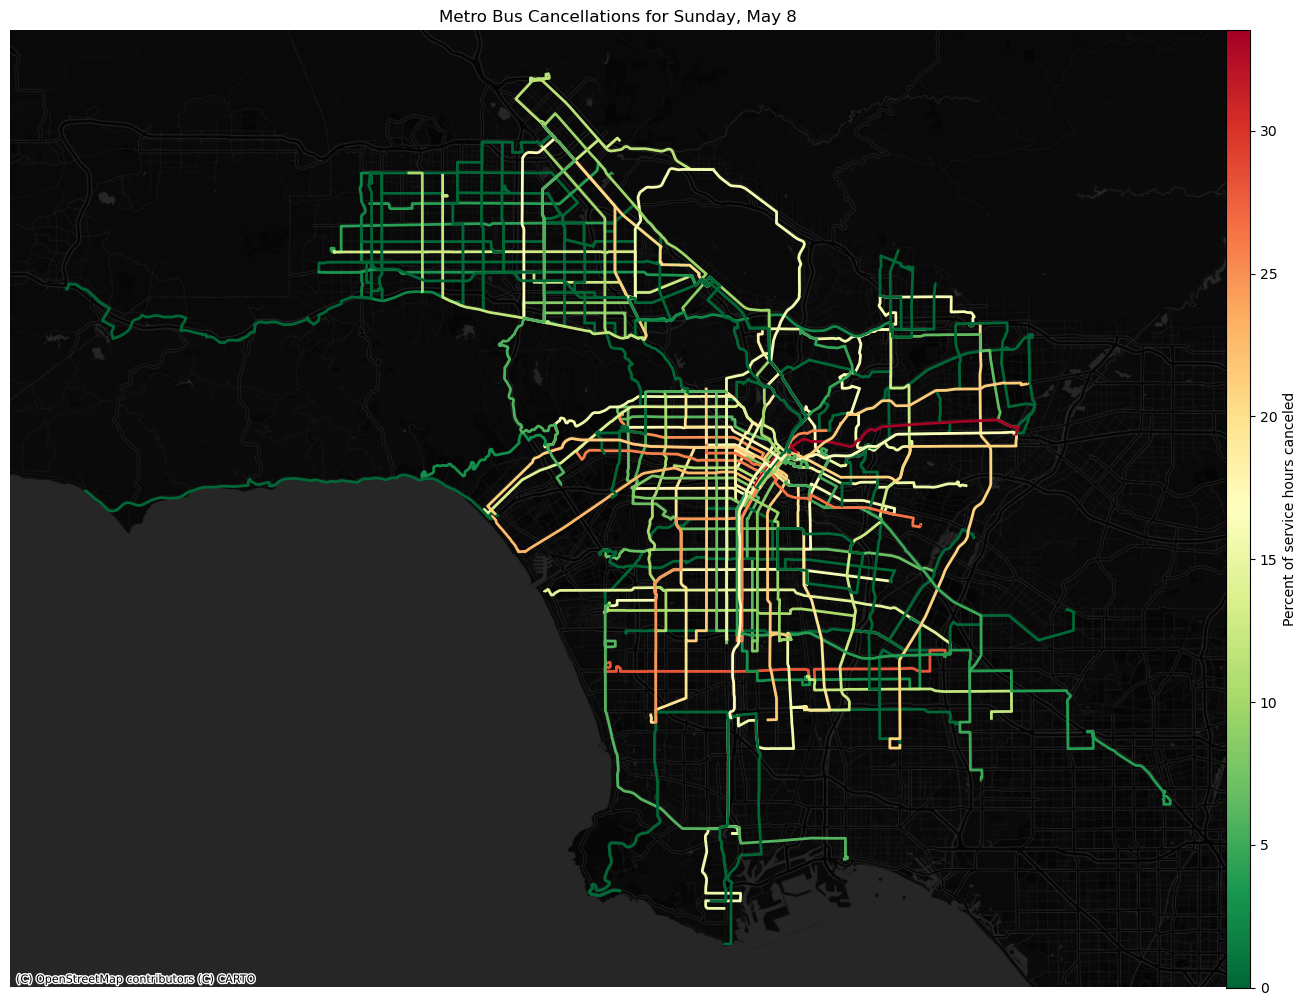 Metro Bus Cancellations for Sunday, May 8
30
25
20
15
10
5
0
Percent of service hours canceled
(C) OpenStreetMap contributors (C) CARTO